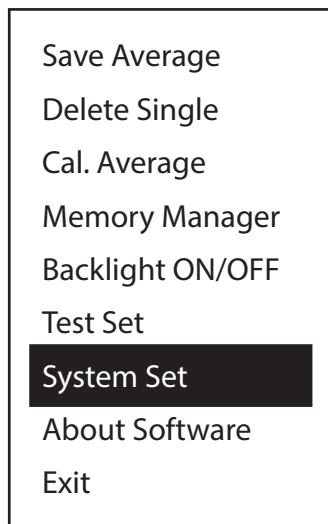 Save Average
Delete Single
Cal. Average
Memory Manager
Backlight ON/OFF
Test Set
System Set
About Software
Exit